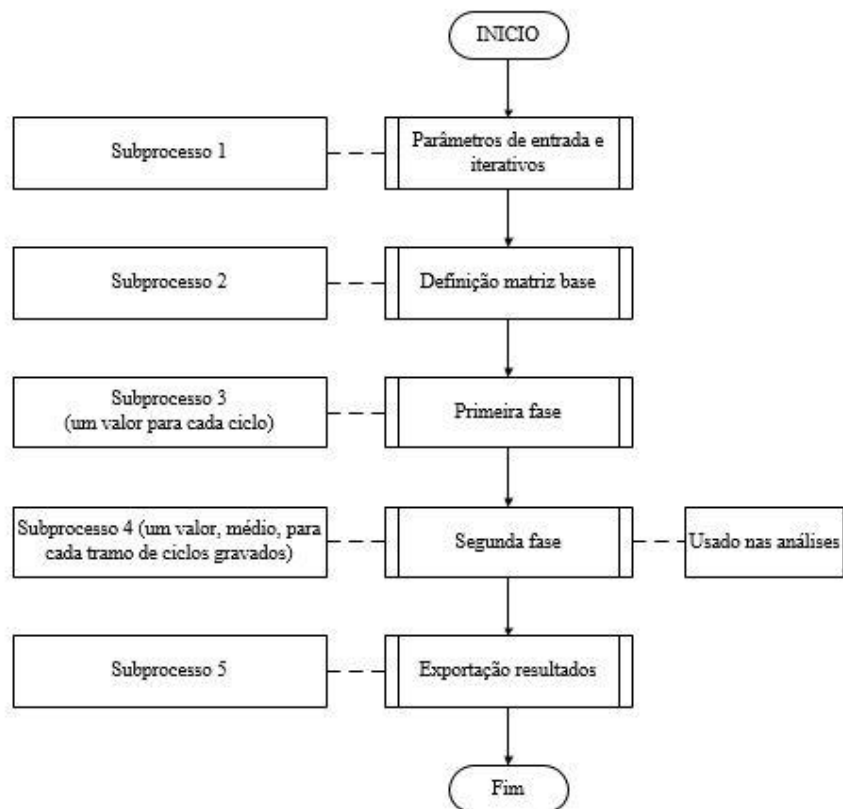 INICIO
Subprocesso 1
Parâmetros de entrada e
iterativos
Subprocesso 2
Definição matriz base
Subprocesso 3
(um valor para cada ciclo)
Primeira fase
Subprocesso 4 (um valor, médio, para
cada tramo de ciclos gravados)
Segunda fase
Usado nas análises
Subprocesso 5
Exportação resultados
Fim